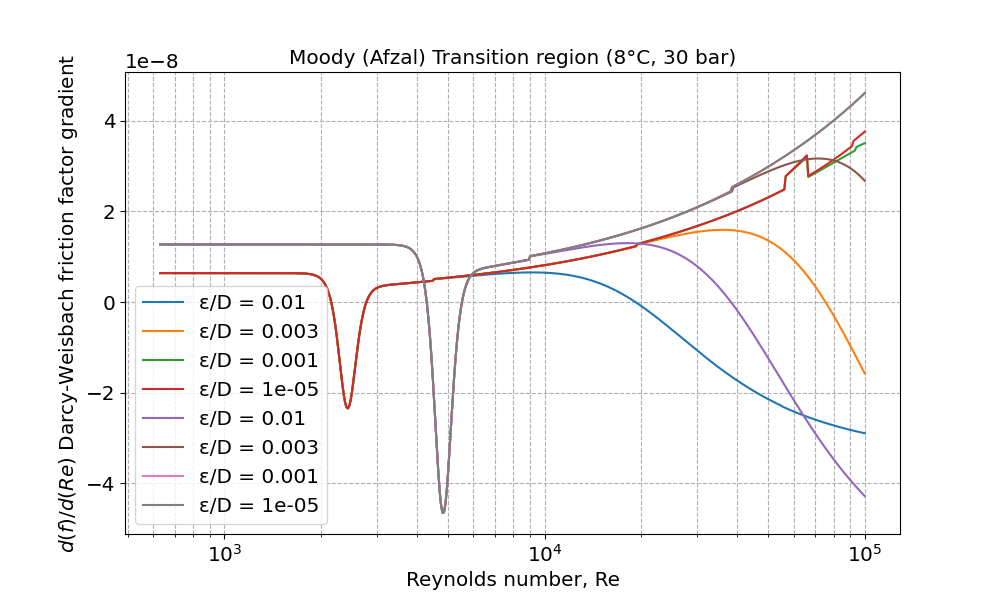 Moody (Afzal) Transition region (8°C, 30 bar)
1e−8
d(f)/d(Re) Darcy-Weisbach friction factor gradient
4
2
0
−2
−4
ε/D = 0.01
ε/D = 0.003
ε/D = 0.001
ε/D = 1e-05
ε/D = 0.01
ε/D = 0.003
ε/D = 0.001
ε/D = 1e-05
10³ 10⁴ 10⁵
Reynolds number, Re